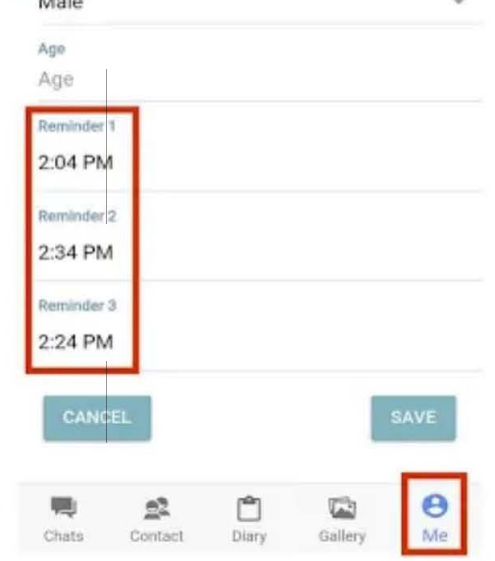 Male
Age
Age
Reminder 1
2:04 PM
Reminder 2
2:34 PM
Reminder 3
2:24 PM
CANCEL SAVE
Chats Contact Diary Gallery Me